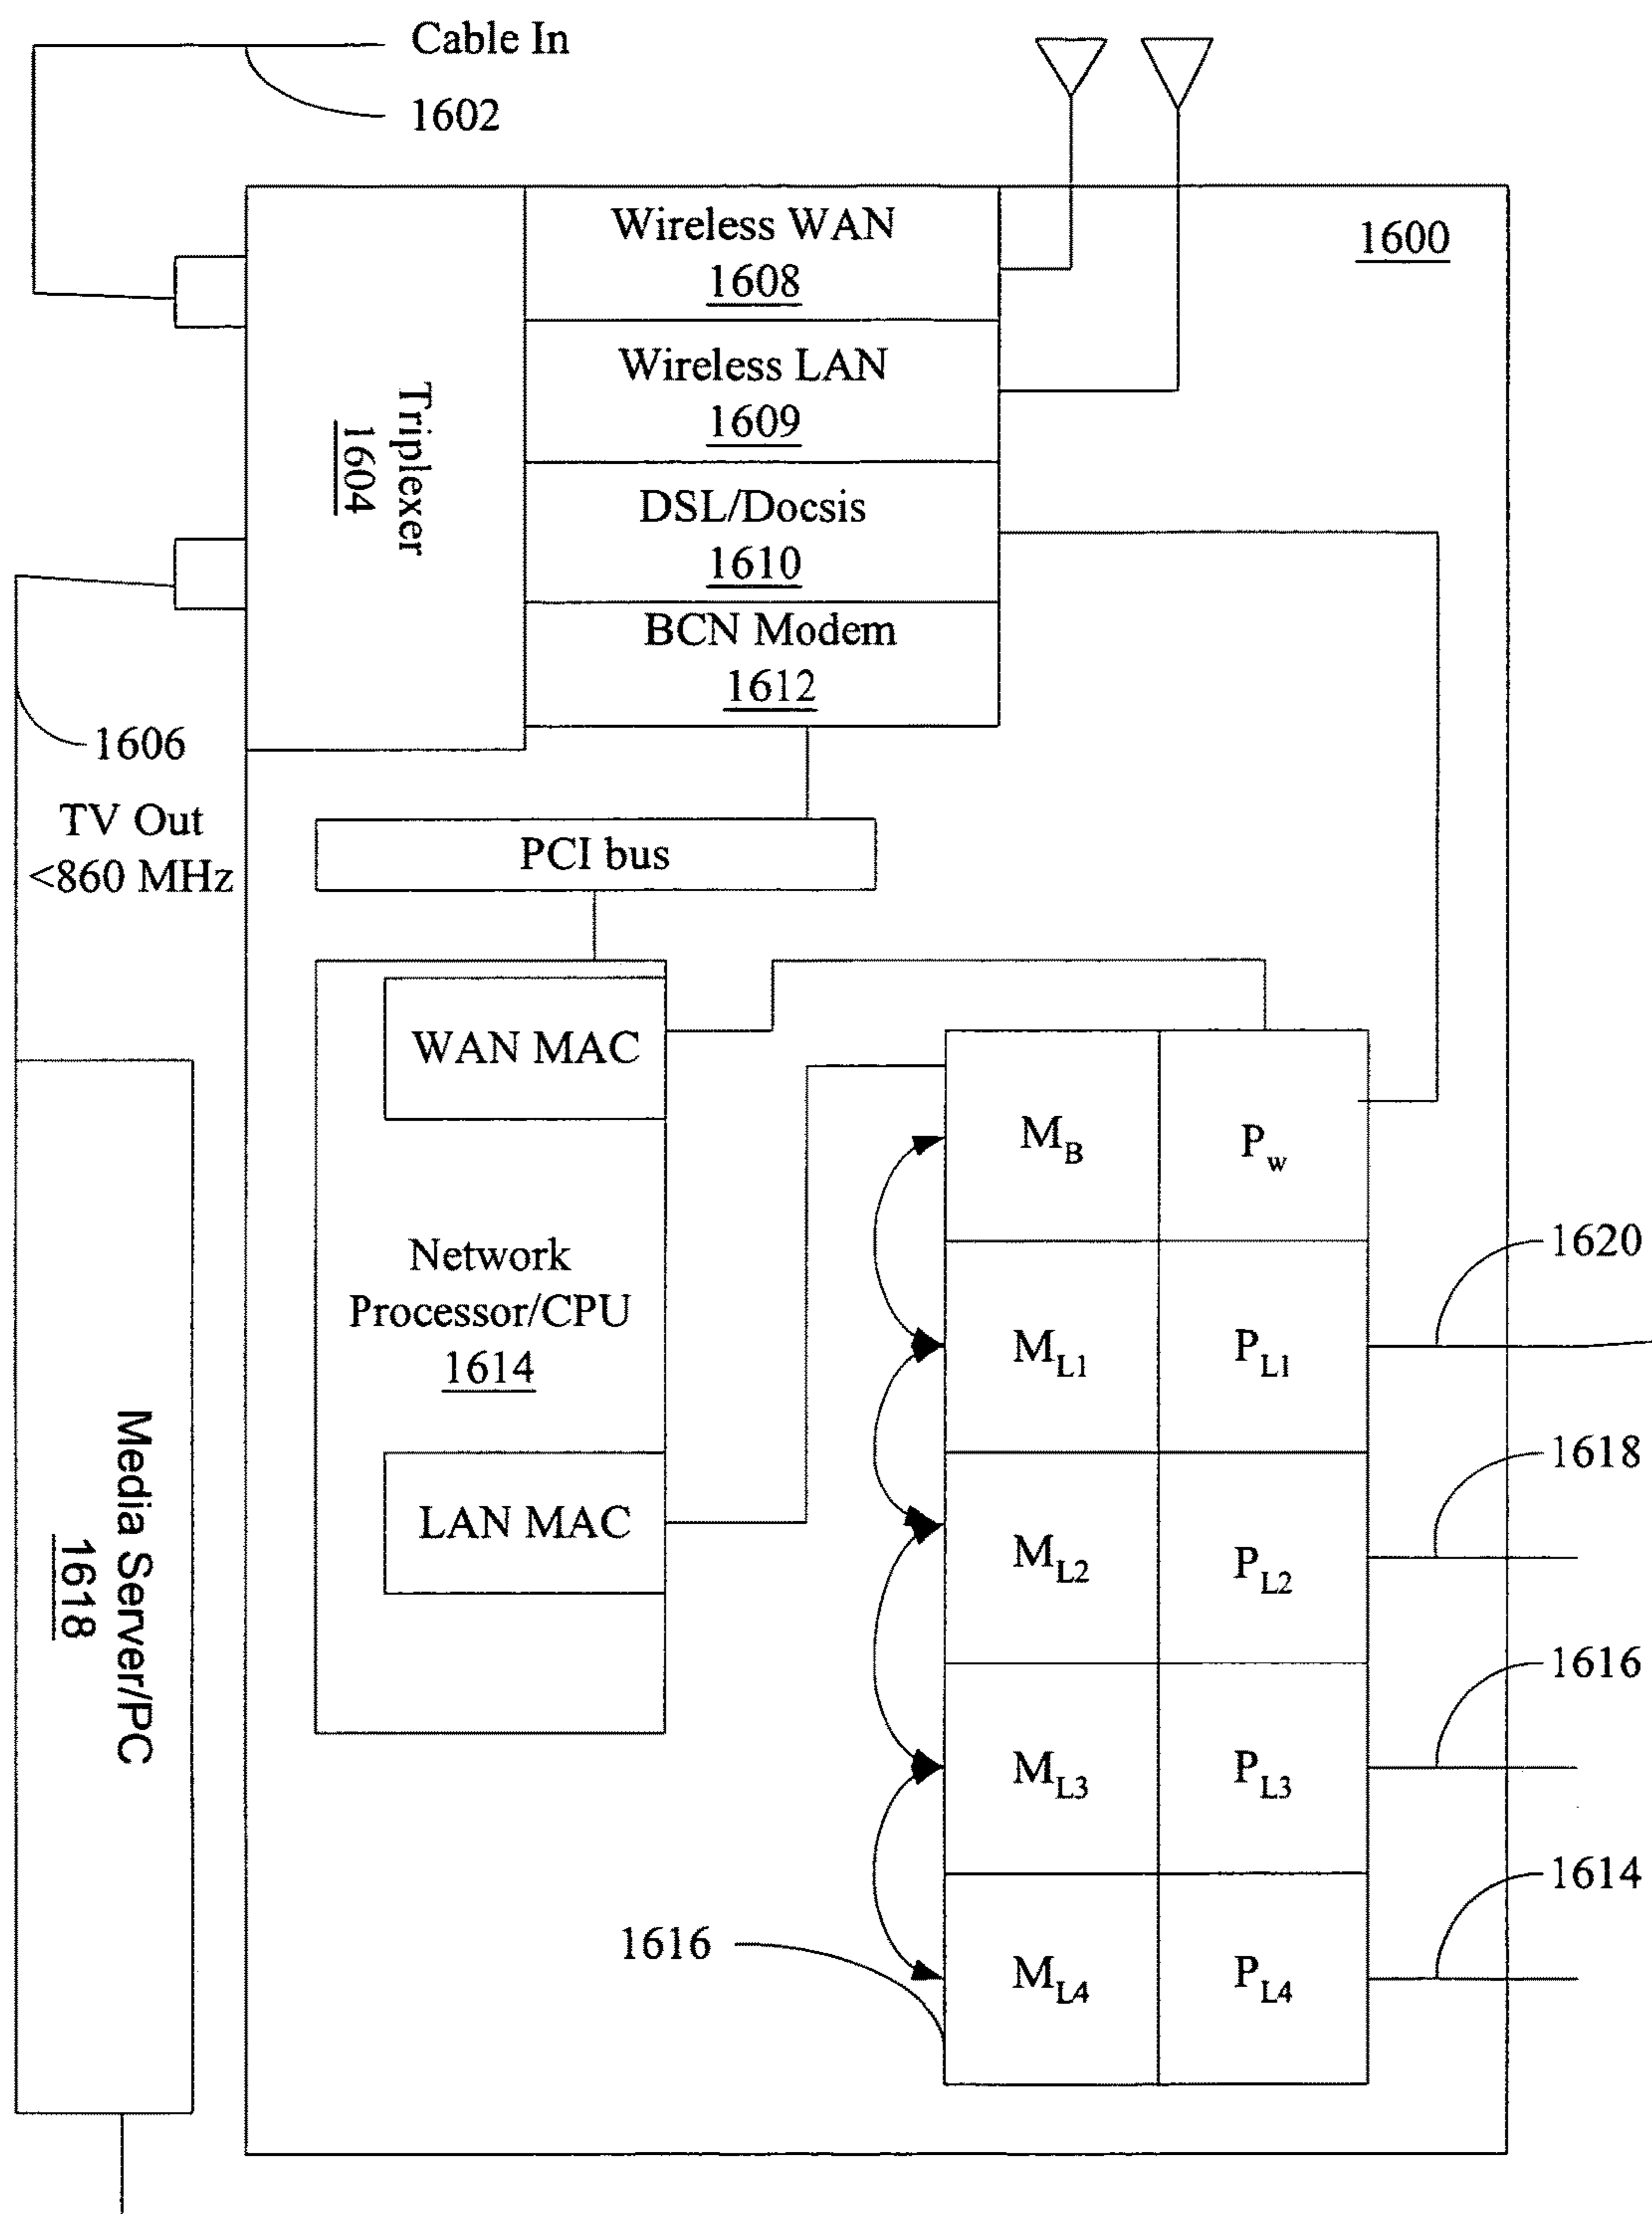 Cable In
1602
Wireless WAN
1608
1600
Wireless LAN
1609
Triplexer
1604
DSL/Docsis
1610
BCN Modem
1612
1606
TV Out
<860 MHz
PCI bus
WAN MAC
M_B
P_w
Network
Processor/CPU
1614
1620
M_L1
P_L1
1618
LAN MAC
M_L2
P_L2
Media Server/PC
1618
1616
M_L3
P_L3
1614
1616
M_L4
P_L4